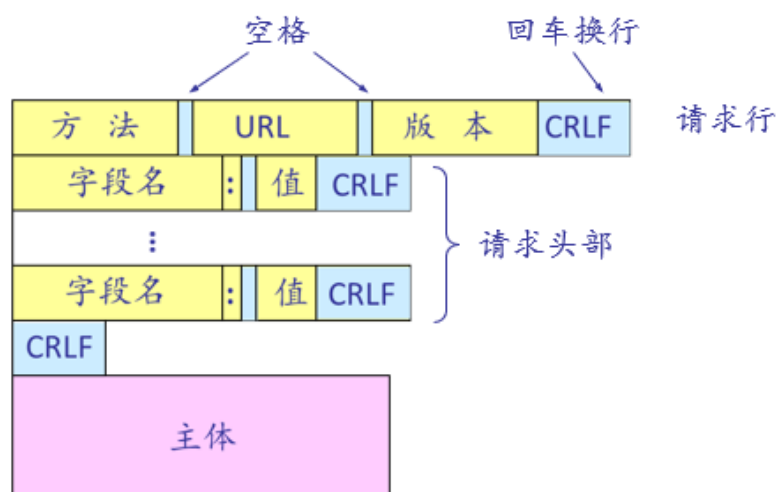 空格 回车换行
方 法 URL 版 本 CRLF 请求行
字段名 : 值 CRLF
⋮ 请求头部
字段名 : 值 CRLF
CRLF
主体